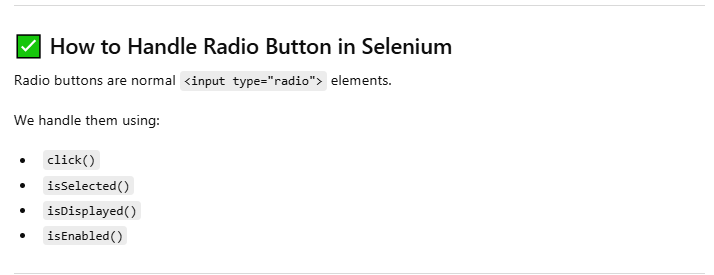 ✅ How to Handle Radio Button in Selenium
Radio buttons are normal <input type="radio"> elements.
We handle them using:
• click()
• isSelected()
• isDisplayed()
• isEnabled()